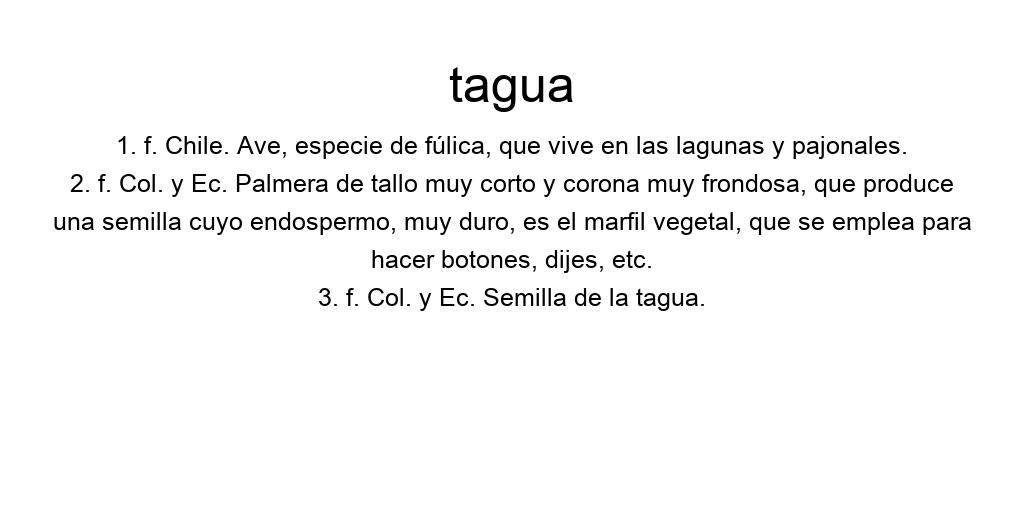 tagua
1. f. Chile. Ave, especie de fúlica, que vive en las lagunas y pajonales.
2. f. Col. y Ec. Palmera de tallo muy corto y corona muy frondosa, que produce
una semilla cuyo endospermo, muy duro, es el marfil vegetal, que se emplea para
hacer botones, dijes, etc.
3. f. Col. y Ec. Semilla de la tagua.